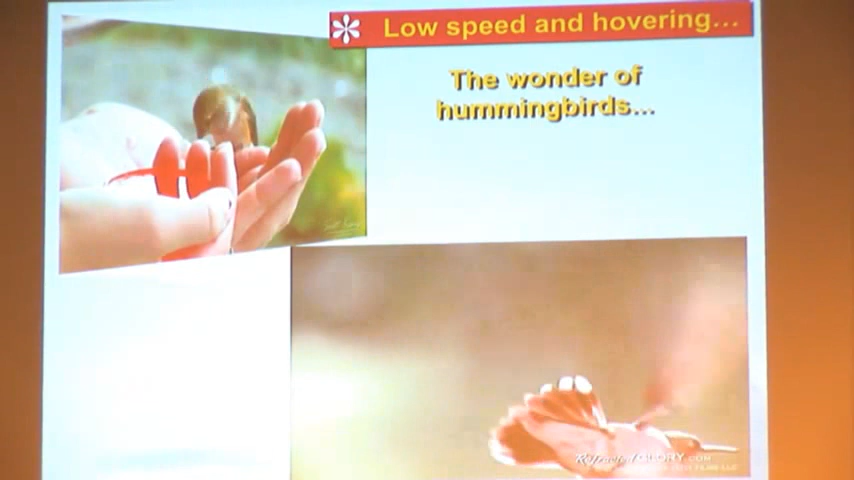 Low speed and hovering...
The wonder of
hummingbirds...